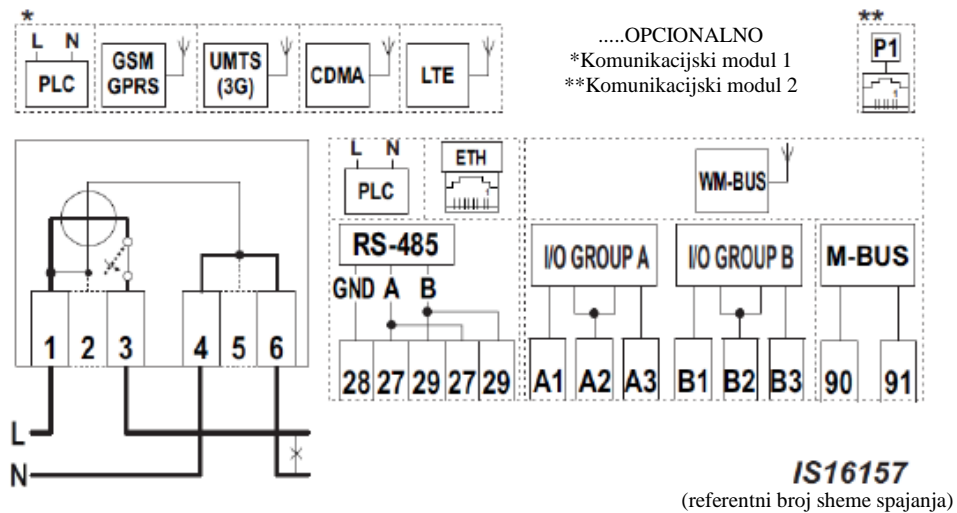 *
L N
PLC
GSM
GPRS
UMTS
(3G)
CDMA
LTE
.....OPCIONALNO
*Komunikacijski modul 1
**Komunikacijski modul 2
**
P1
1
L N
PLC
ETH
1
WM-BUS
RS-485
GND A B
I/O GROUP A
I/O GROUP B
M-BUS
1 2 3 4 5 6
28 27 29 27 29
A1 A2 A3
B1 B2 B3
90 91
L
N
IS16157
(referentni broj sheme spajanja)